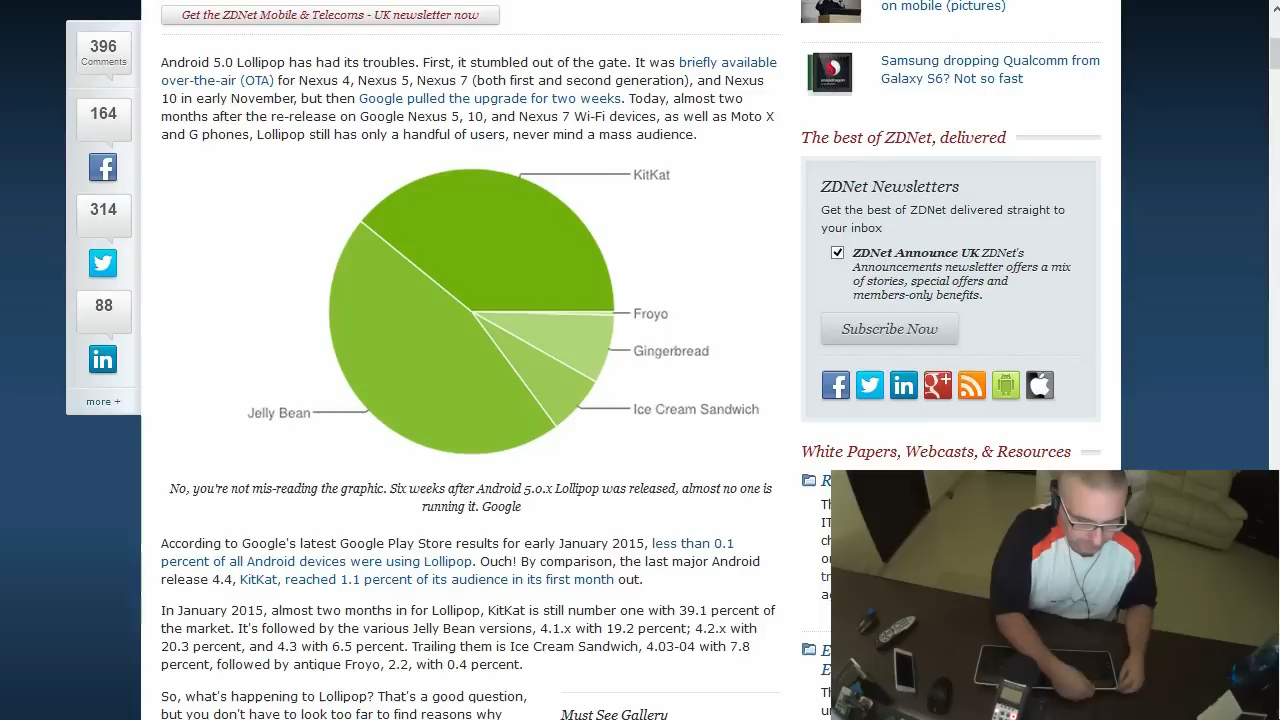 Get the ZDNet Mobile & Telecoms - UK newsletter now
396
Comments
164
314
88
more +
Android 5.0 Lollipop has had its troubles. First, it stumbled out of the gate. It was briefly available
over-the-air (OTA) for Nexus 4, Nexus 5, Nexus 7 (both first and second generation), and Nexus
10 in early November, but then Google pulled the upgrade for two weeks. Today, almost two
months after the re-release on Google Nexus 5, 10, and Nexus 7 Wi-Fi devices, as well as Moto X
and G phones, Lollipop still has only a handful of users, never mind a mass audience.
KitKat
Froyo
Gingerbread
Ice Cream Sandwich
Jelly Bean
No, you're not mis-reading the graphic. Six weeks after Android 5.0.x Lollipop was released, almost no one is
running it. Google
According to Google's latest Google Play Store results for early January 2015, less than 0.1
percent of all Android devices were using Lollipop. Ouch! By comparison, the last major Android
release 4.4, KitKat, reached 1.1 percent of its audience in its first month out.
In January 2015, almost two months in for Lollipop, KitKat is still number one with 39.1 percent of
the market. It's followed by the various Jelly Bean versions, 4.1.x with 19.2 percent; 4.2.x with
20.3 percent, and 4.3 with 6.5 percent. Trailing them is Ice Cream Sandwich, 4.03-04 with 7.8
percent, followed by antique Froyo, 2.2, with 0.4 percent.
So, what's happening to Lollipop? That's a good question,
but you don't have to look too far to find reasons why
Must See Gallery
on mobile (pictures)
Samsung dropping Qualcomm from
Galaxy S6? Not so fast
The best of ZDNet, delivered
ZDNet Newsletters
Get the best of ZDNet delivered straight to
your inbox
ZDNet Announce UK ZDNet's
Announcements newsletter offers a mix
of stories, special offers and
members-only benefits.
Subscribe Now
White Papers, Webcasts, & Resources